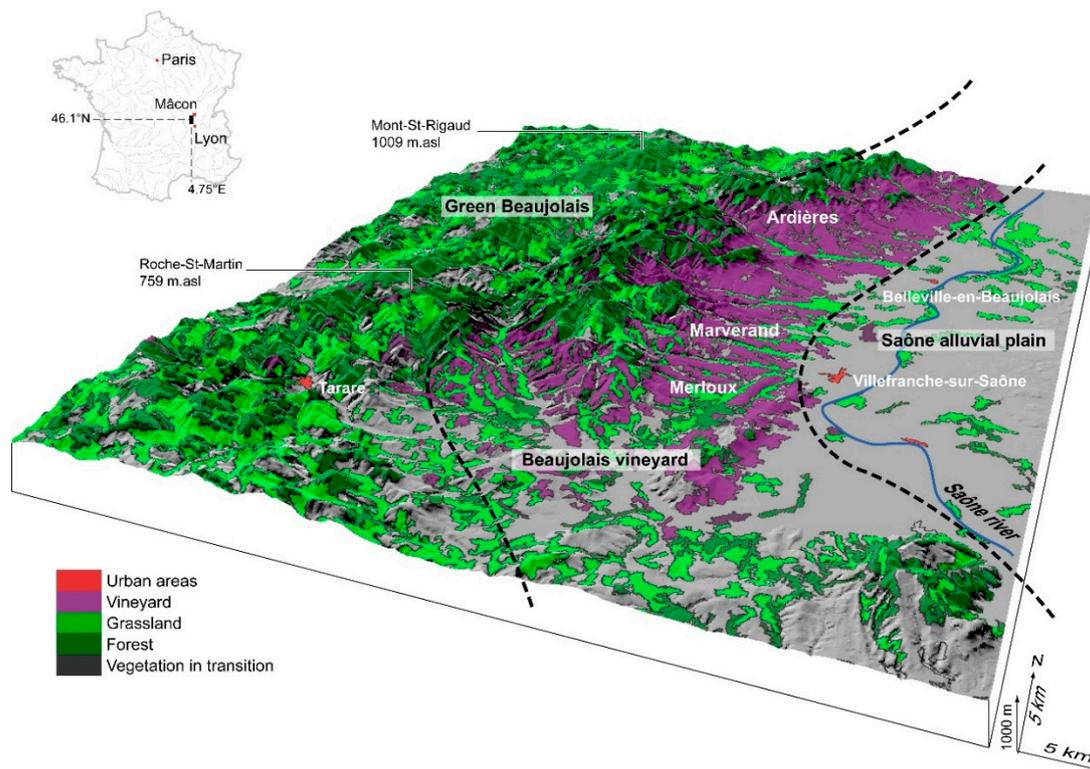 Paris
Mâcon
46.1°N
Lyon
4.75°E
Mont-St-Rigaud
1009 m.asl
Green Beaujolais
Ardières
Roche-St-Martin
759 m.asl
Belleville-en-Beaujolais
Marverand
Saône alluvial plain
Tarare
Merloux
Villefranche-sur-Saône
Beaujolais vineyard
Saône river
Urban areas
Vineyard
Grassland
Forest
Vegetation in transition
1000 m
5 km
N
5 km